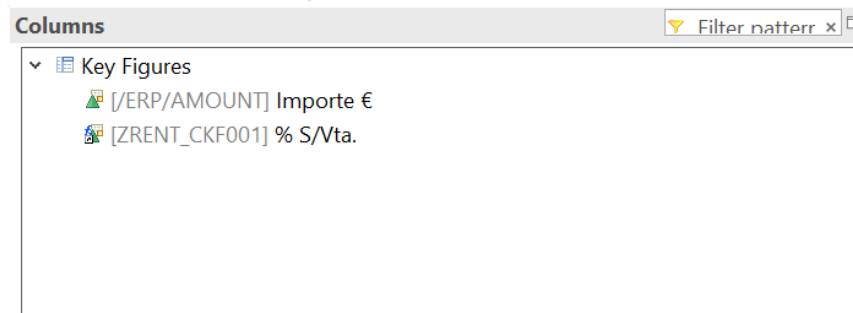 Columns
Filter patterr
Key Figures
[/ERP/AMOUNT] Importe €
[ZRENT_CKF001] % S/Vta.